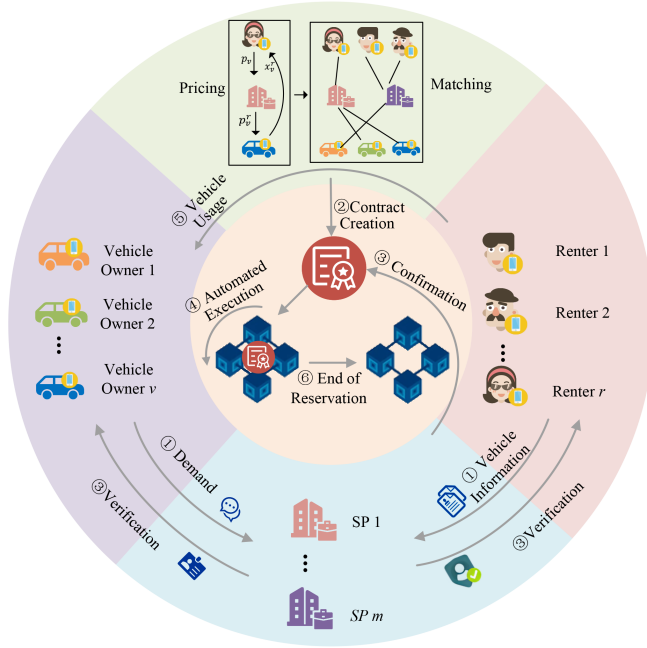 Pricing
p_v
x_v^r
p_v^r
Matching
⑤ Vehicle
Usage
②Contract
Creation
③ Confirmation
④ Automated
Execution
⑥ End of
Reservation
Vehicle
Owner 1
Vehicle
Owner 2
Vehicle
Owner v
Renter 1
Renter 2
Renter r
① Demand
③Verification
① Vehicle
Information
③Verification
SP 1
SP m